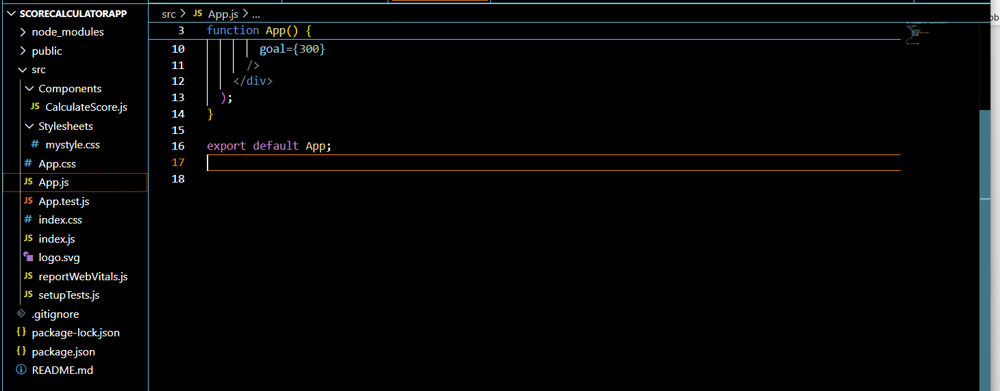 SCORECALCULATORAPP
node_modules
public
src
Components
JS CalculateScore.js
Stylesheets
# mystyle.css
# App.css
JS App.js
JS App.test.js
# index.css
JS index.js
logo.svg
JS reportWebVitals.js
JS setupTests.js
.gitignore
{} package-lock.json
{} package.json
README.md
src > JS App.js > ...
3 function App() {
10 goal={300}
11 />
12 </div>
13 );
14 }
15
16 export default App;
17
18